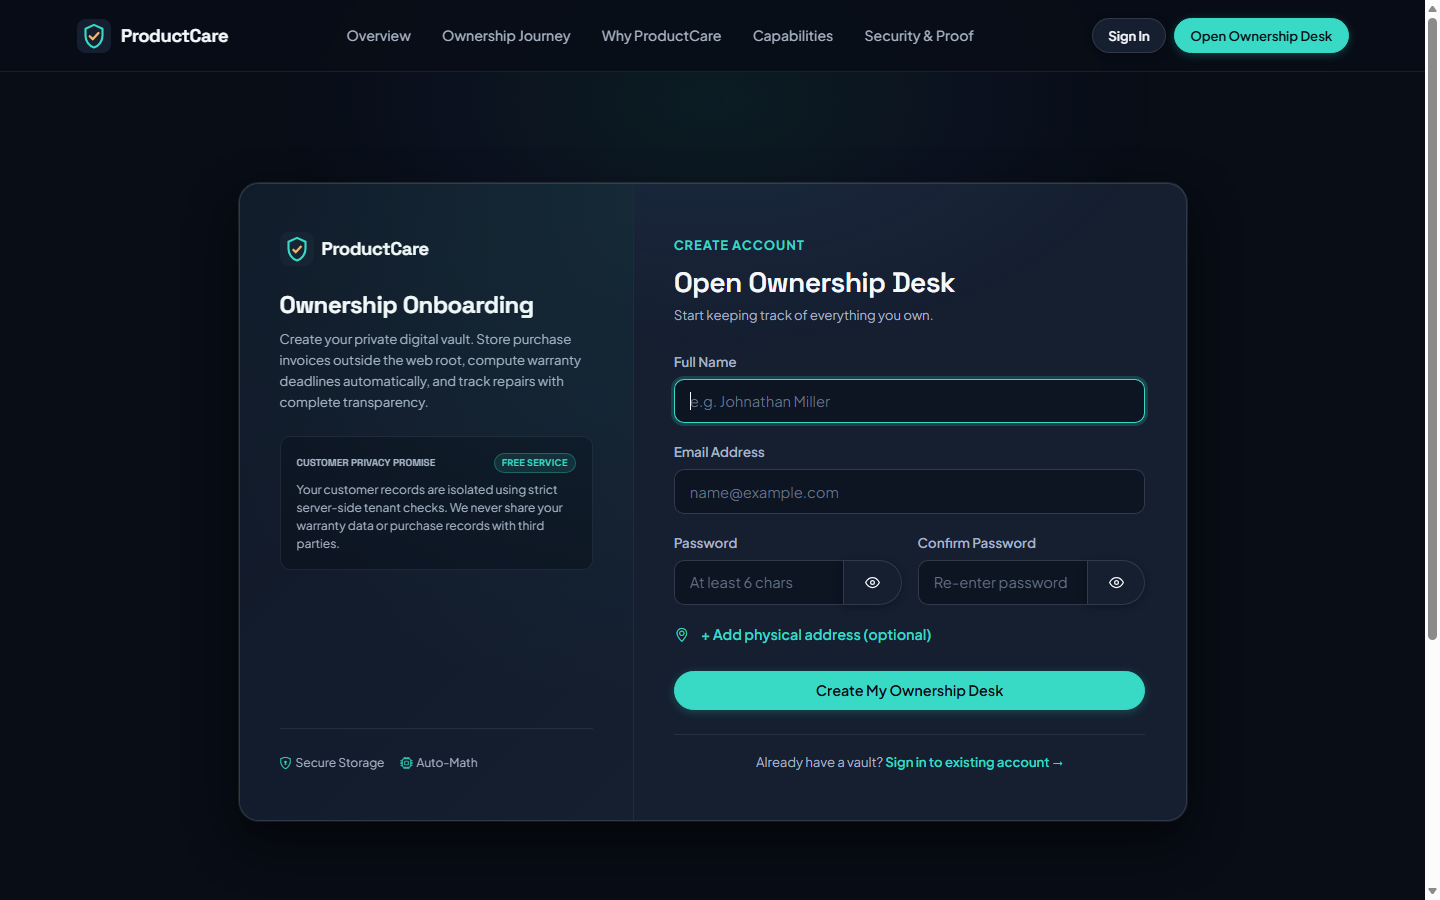 ProductCare
Overview
Ownership Journey
Why ProductCare
Capabilities
Security & Proof
Sign In
Open Ownership Desk
ProductCare
Ownership Onboarding
Create your private digital vault. Store purchase
invoices outside the web root, compute warranty
deadlines automatically, and track repairs with
complete transparency.
CUSTOMER PRIVACY PROMISE
FREE SERVICE
Your customer records are isolated using strict
server-side tenant checks. We never share your
warranty data or purchase records with third
parties.
Secure Storage
Auto-Math
CREATE ACCOUNT
Open Ownership Desk
Start keeping track of everything you own.
Full Name
e.g. Johnathan Miller
Email Address
name@example.com
Password
Confirm Password
At least 6 chars
Re-enter password
+ Add physical address (optional)
Create My Ownership Desk
Already have a vault? Sign in to existing account →